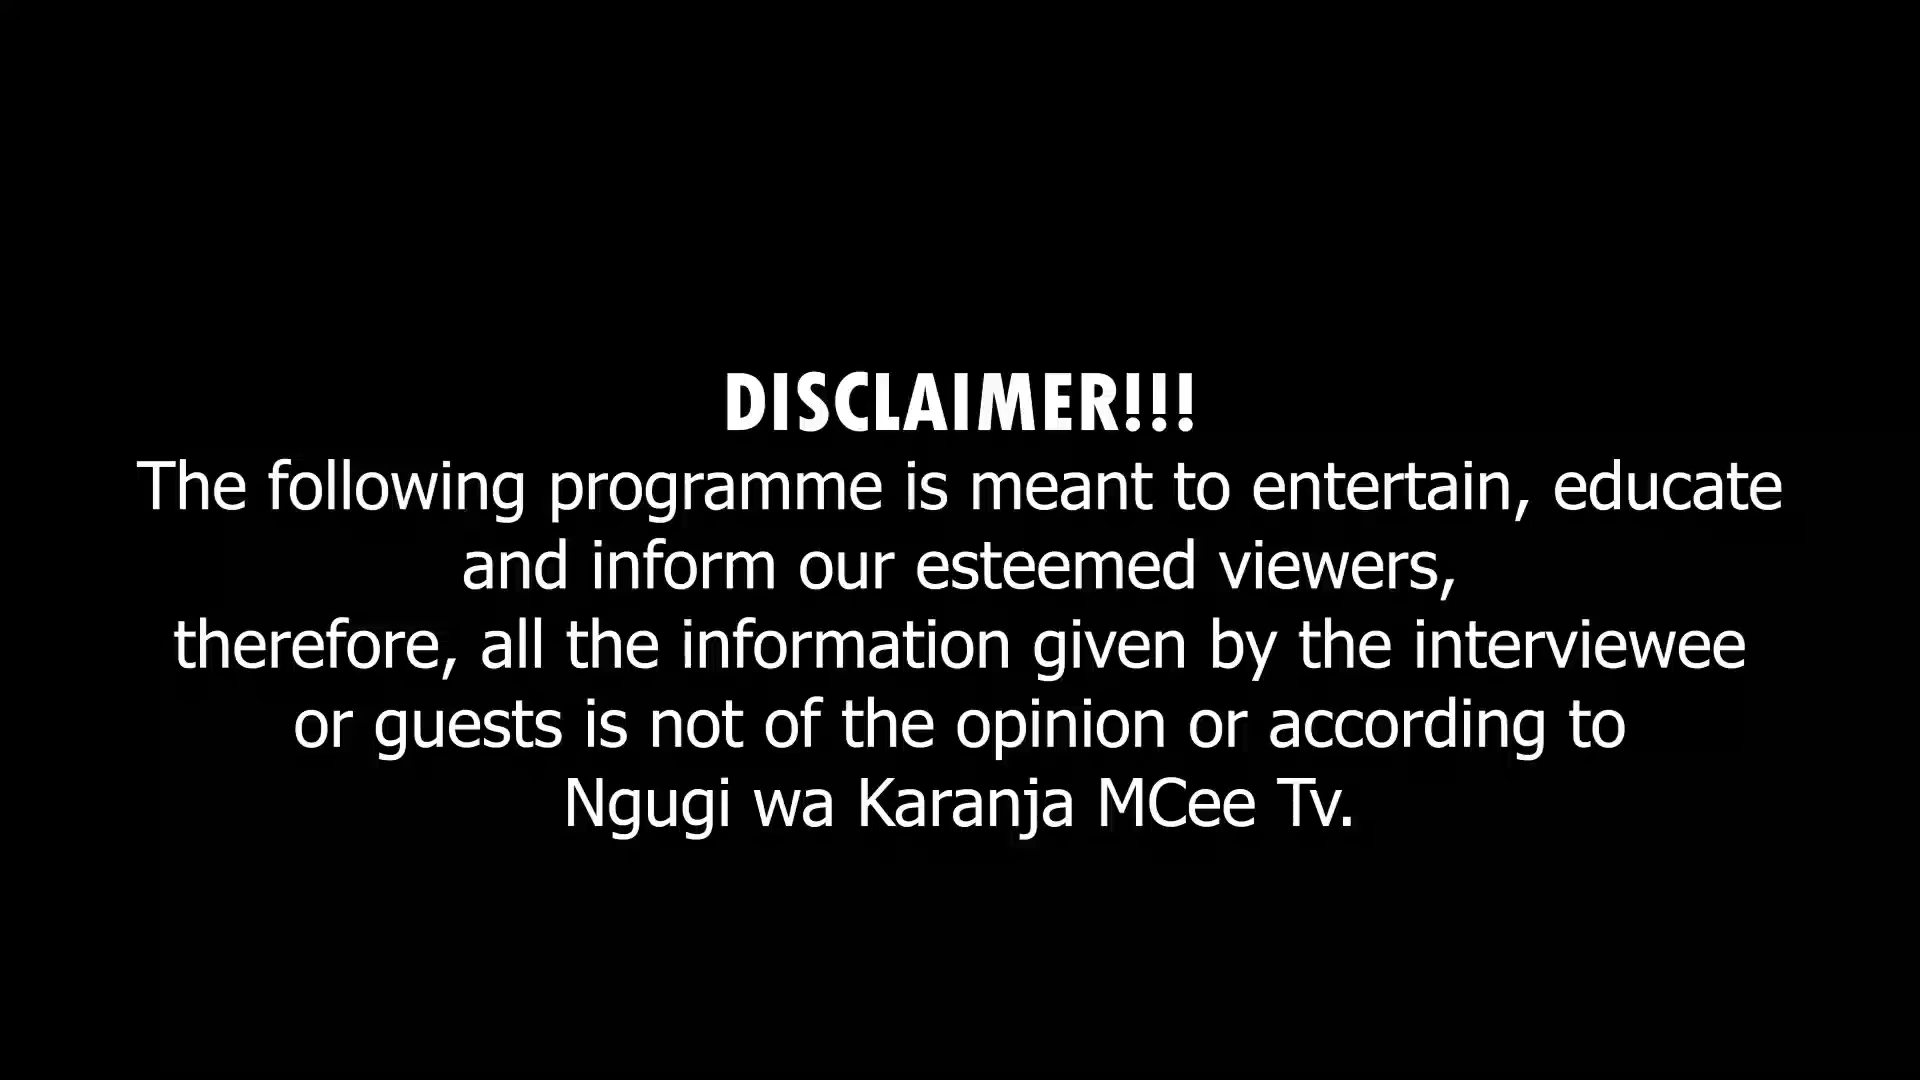 DISCLAIMER!!!
The following programme is meant to entertain, educate
and inform our esteemed viewers,
therefore, all the information given by the interviewee
or guests is not of the opinion or according to
Ngugi wa Karanja MCee Tv.